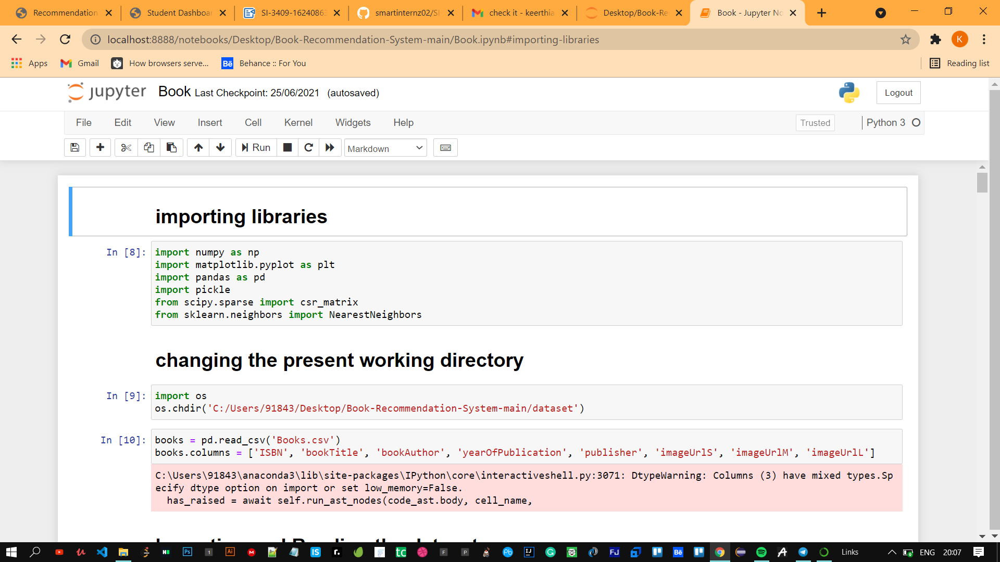 Recommendation
Student Dashboar
SI-3409-16240863
smartinternz02/SI
check it - keerthia
Desktop/Book-Re
Book - Jupyter No
localhost:8888/notebooks/Desktop/Book-Recommendation-System-main/Book.ipynb#importing-libraries
K
Apps
Gmail
How browsers serve...
Bē
Behance :: For You
Reading list
jupyter
Book Last Checkpoint: 25/06/2021 (autosaved)
Logout
File Edit View Insert Cell Kernel Widgets Help
Trusted
Python 3
Run
Markdown
importing libraries
In [8]:
import numpy as np
import matplotlib.pyplot as plt
import pandas as pd
import pickle
from scipy.sparse import csr_matrix
from sklearn.neighbors import NearestNeighbors
changing the present working directory
In [9]:
import os
os.chdir('C:/Users/91843/Desktop/Book-Recommendation-System-main/dataset')
In [10]:
books = pd.read_csv('Books.csv')
books.columns = ['ISBN', 'bookTitle', 'bookAuthor', 'yearOfPublication', 'publisher', 'imageUrlS', 'imageUrlM', 'imageUrlL']
C:\Users\91843\anaconda3\lib\site-packages\IPython\core\interactiveshell.py:3071: DtypeWarning: Columns (3) have mixed types.Sp
ecify dtype option on import or set low_memory=False.
has_raised = await self.run_ast_nodes(code_ast.body, cell_name,
Links
ENG
20:07